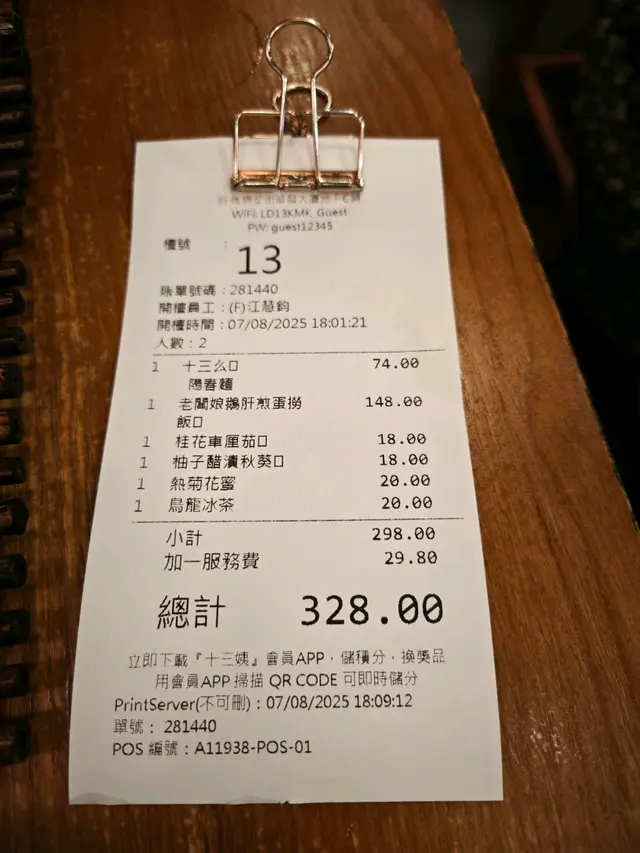 WIFI: LD13KMK_Guest
PW: guest12345
檯號 :
13
賬單號碼：281440
開檯員工：(F)江慧鈞
開檯時間：07/08/2025 18:01:21
人數：2
1 十三么口 74.00
陽春麵
1 老闆娘鵝肝煎蛋撈 148.00
飯口
1 桂花車厘茄口 18.00
1 柚子醋漬秋葵口 18.00
1 熱菊花蜜 20.00
1 烏龍冰茶 20.00
小計 298.00
加一服務費 29.80
總計 328.00
立即下載『十三姨』會員APP，儲積分，換獎品
用會員APP 掃描 QR CODE 可即時儲分
PrintServer(不可刪)：07/08/2025 18:09:12
單號： 281440
POS 編號：A11938-POS-01